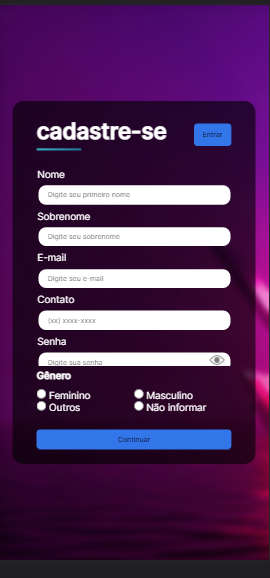 cadastre-se
Entrar
Nome
Digite seu primeiro nome
Sobrenome
Digite seu sobrenome
E-mail
Digite seu e-mail
Contato
(xx) xxxx-xxxx
Senha
Digite sua senha
Gênero
Feminino Masculino
Outros Não informar
Continuar